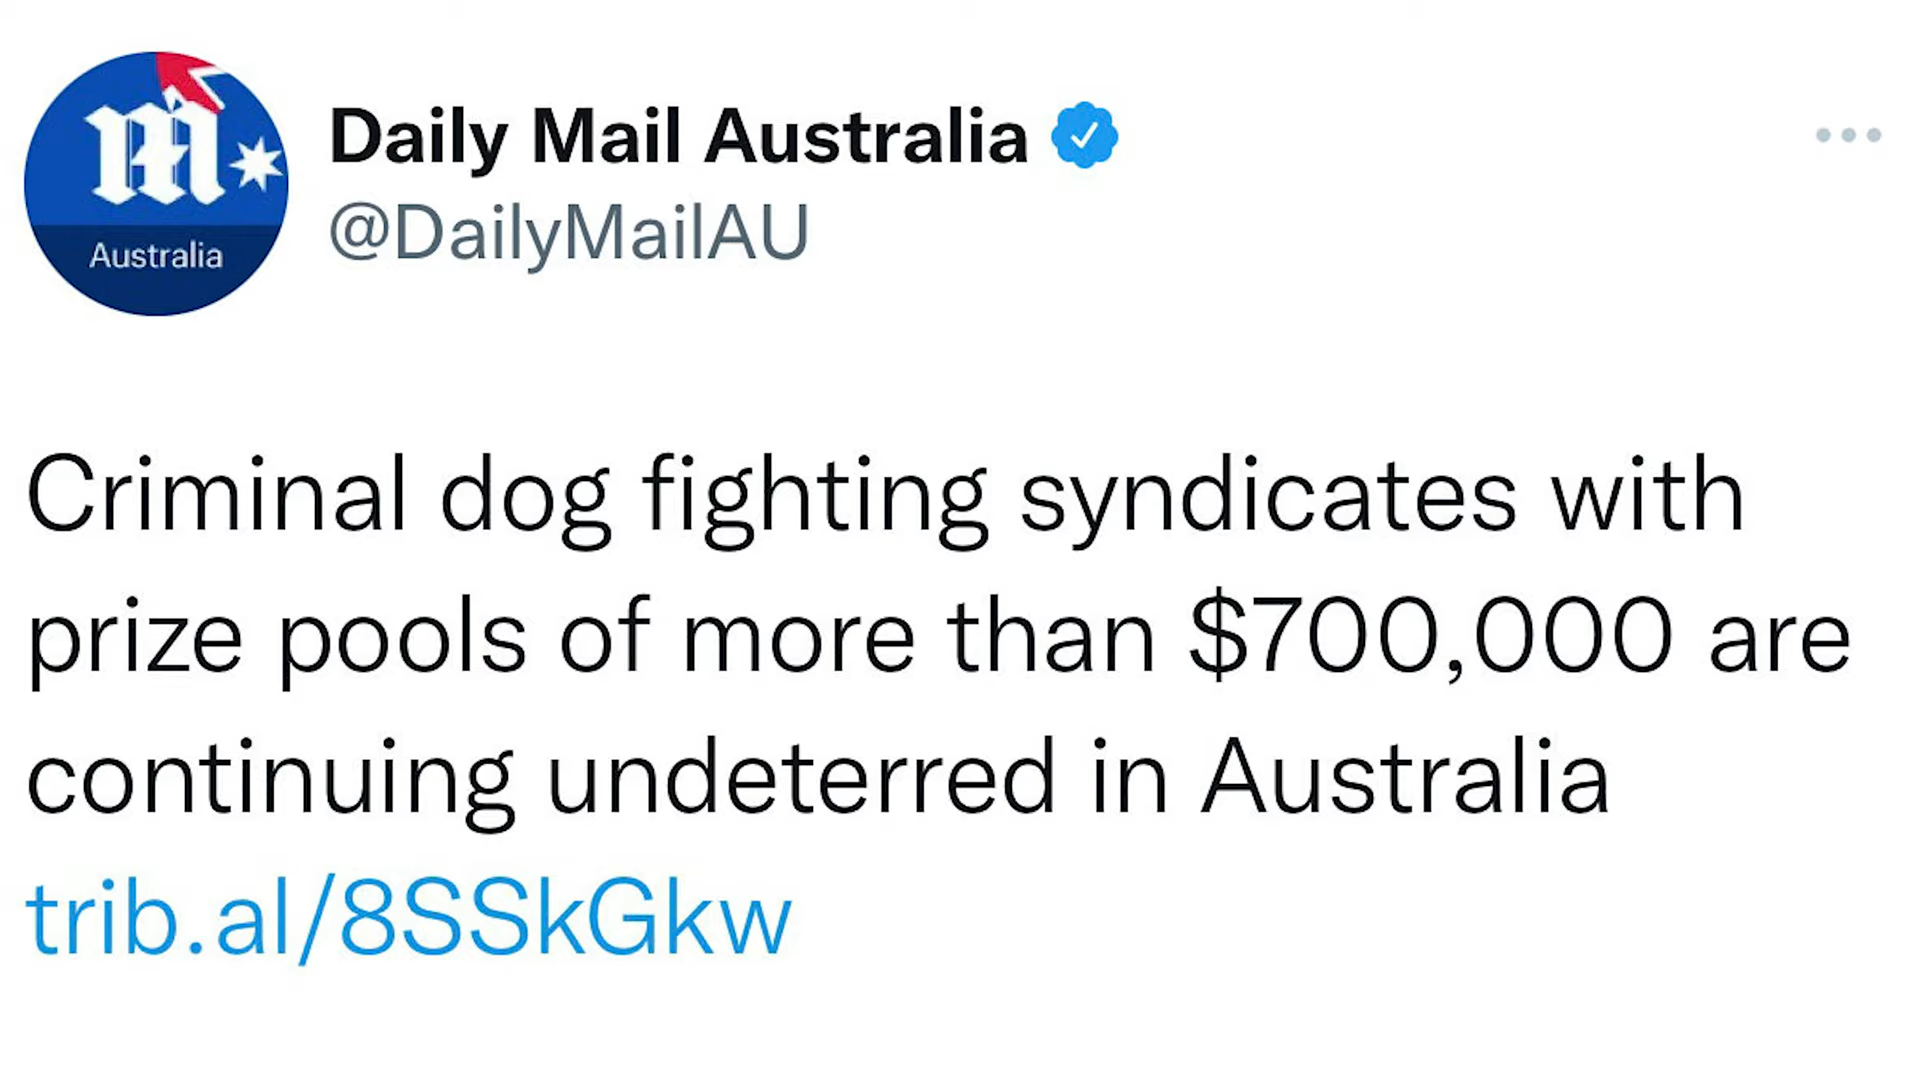 Daily Mail Australia
@DailyMailAU
Australia
Criminal dog fighting syndicates with
prize pools of more than $700,000 are
continuing undeterred in Australia
trib.al/8SSkGkw